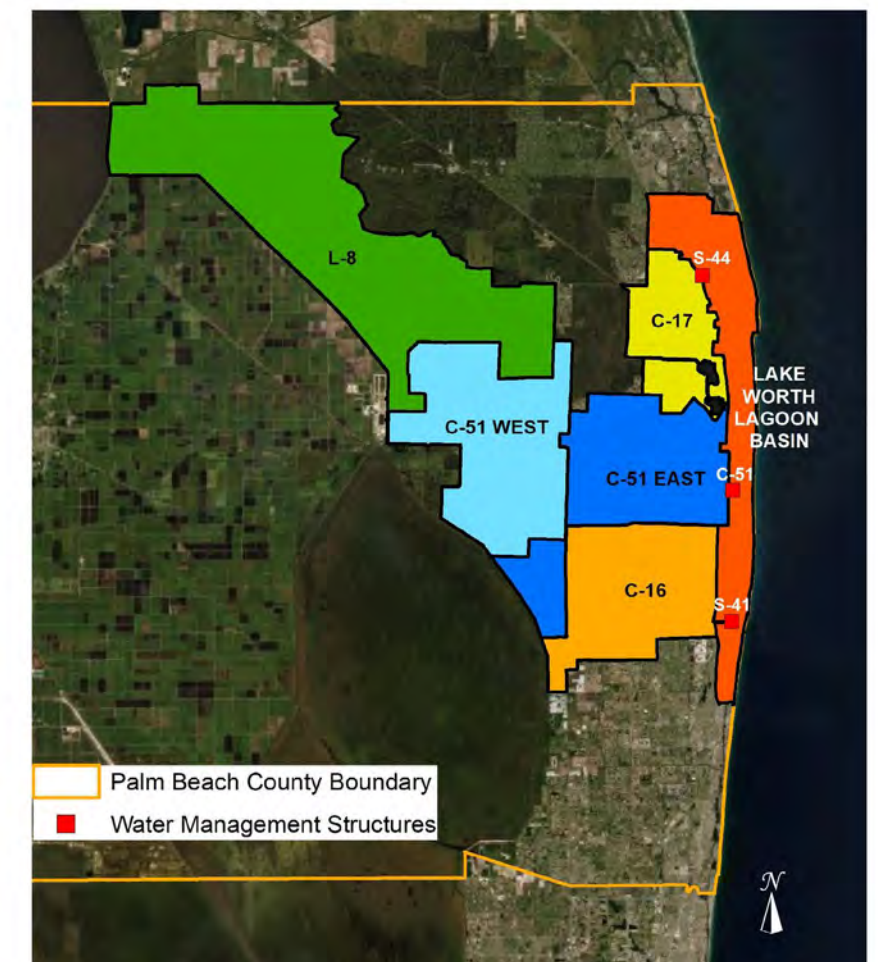 L-8
S-44
C-17
LAKE
WORTH
LAGOON
BASIN
C-51 WEST
C-51 EAST
C-51
C-16
S-41
Palm Beach County Boundary
Water Management Structures
N